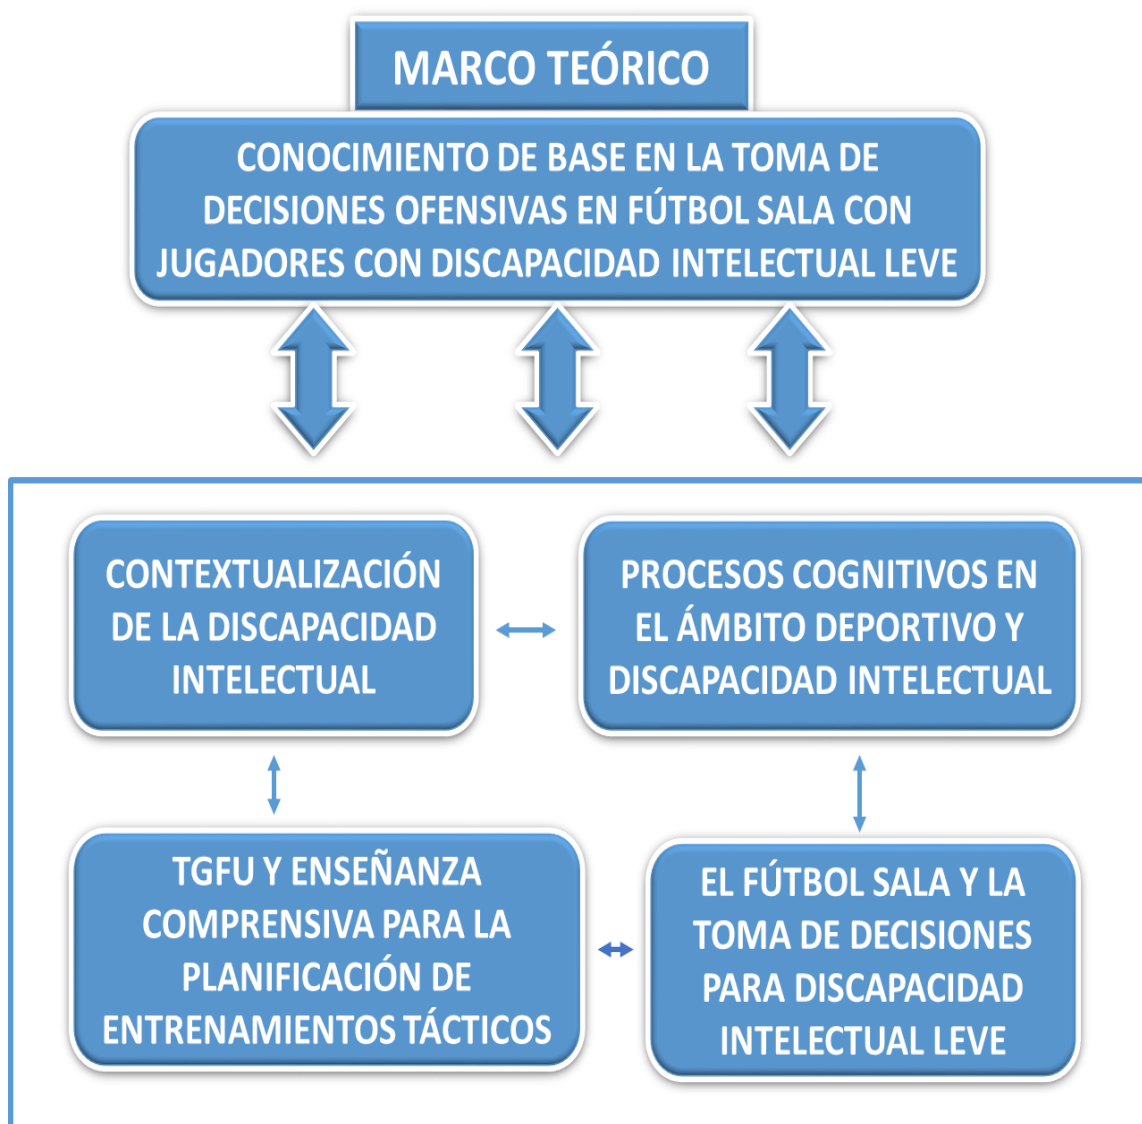 MARCO TEÓRICO
CONOCIMIENTO DE BASE EN LA TOMA DE
DECISIONES OFENSIVAS EN FÚTBOL SALA CON
JUGADORES CON DISCAPACIDAD INTELECTUAL LEVE
CONTEXTUALIZACIÓN
DE LA DISCAPACIDAD
INTELECTUAL
PROCESOS COGNITIVOS EN
EL ÁMBITO DEPORTIVO Y
DISCAPACIDAD INTELECTUAL
TGFU Y ENSEÑANZA
COMPRENSIVA PARA LA
PLANIFICACIÓN DE
ENTRENAMIENTOS TÁCTICOS
EL FÚTBOL SALA Y LA
TOMA DE DECISIONES
PARA DISCAPACIDAD
INTELECTUAL LEVE